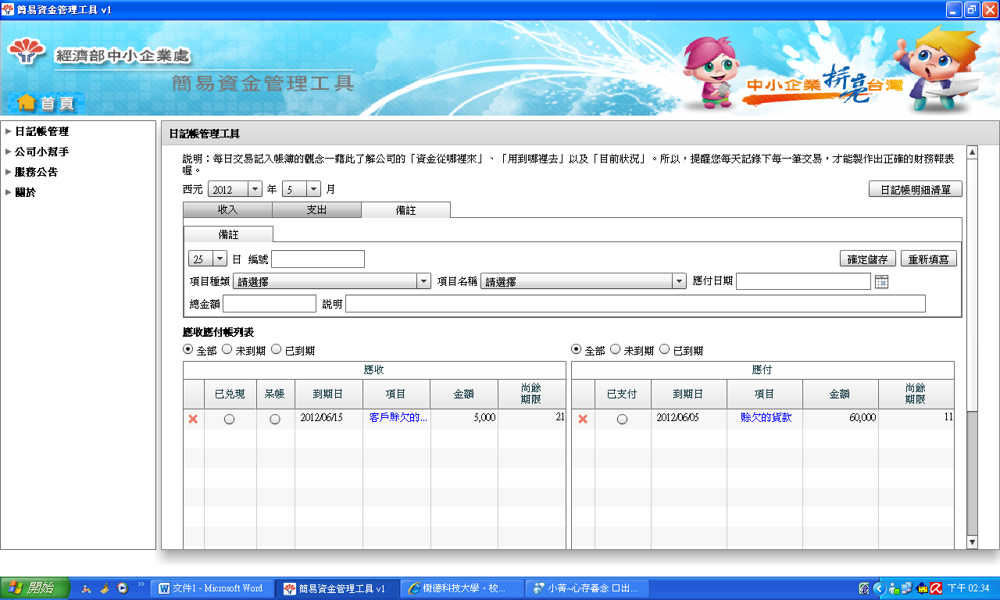 簡易資金管理工具 v1
經濟部中小企業處
簡易資金管理工具
首頁
中小企業拚亮台灣
日記帳管理
公司小幫手
服務公告
關於
日記帳管理工具
說明：每日交易記入帳簿的觀念－藉此了解公司的「資金從哪裡來」、「用到哪裡去」以及「目前狀況」。所以，提醒您每天記錄下每一筆交易，才能製作出正確的財務報表
喔。
西元 2012 年 5 月 日記帳明細清單
收入 支出 備註
備註
25 日 編號 確定儲存 重新填寫
項目種類 請選擇 項目名稱 請選擇 應付日期
總金額 說明
應收應付帳列表
全部 未到期 已到期 全部 未到期 已到期
應收 應付
已兌現 呆帳 到期日 項目 金額 尚餘期限 已支付 到期日 項目 金額 尚餘期限
2012/06/15 客戶賒欠的... 5,000 21 2012/06/05 賒欠的貨款 60,000 11
開始 文件1 - Microsoft Word 簡易資金管理工具 v1 樹德科技大學・校... 小菁~心存善念 口出... 下午 02:34